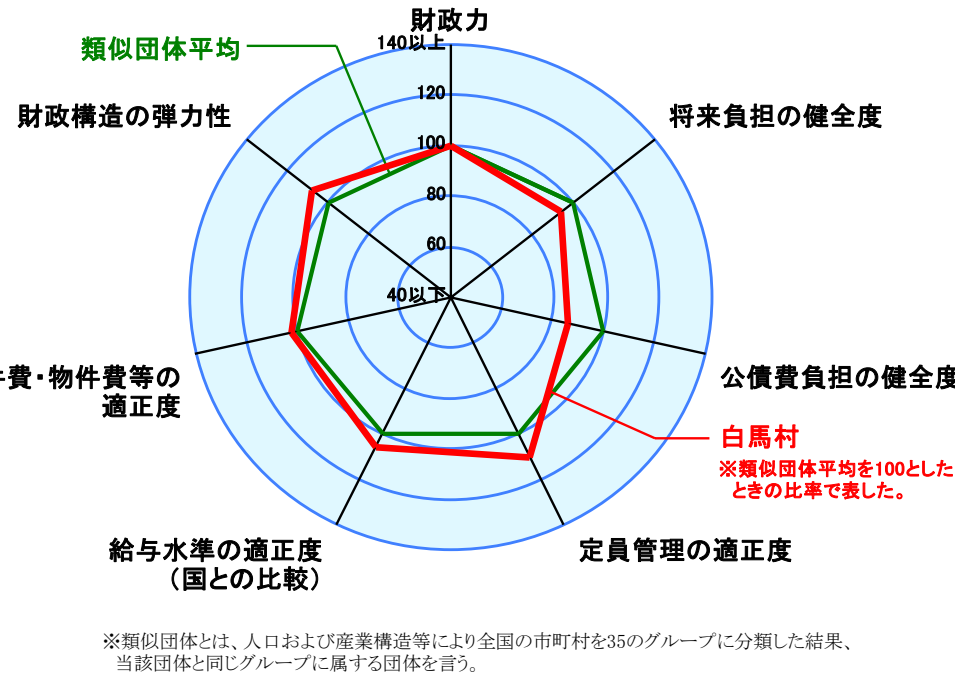 財政力
140以上
類似団体平均
120
財政構造の弾力性
将来負担の健全度
100
80
60
40以下
件費・物件費等の
適正度
公債費負担の健全度
白馬村
※類似団体平均を100とした
ときの比率で表した。
給与水準の適正度
（国との比較）
定員管理の適正度
※類似団体とは、人口および産業構造等により全国の市町村を35のグループに分類した結果、
当該団体と同じグループに属する団体を言う。